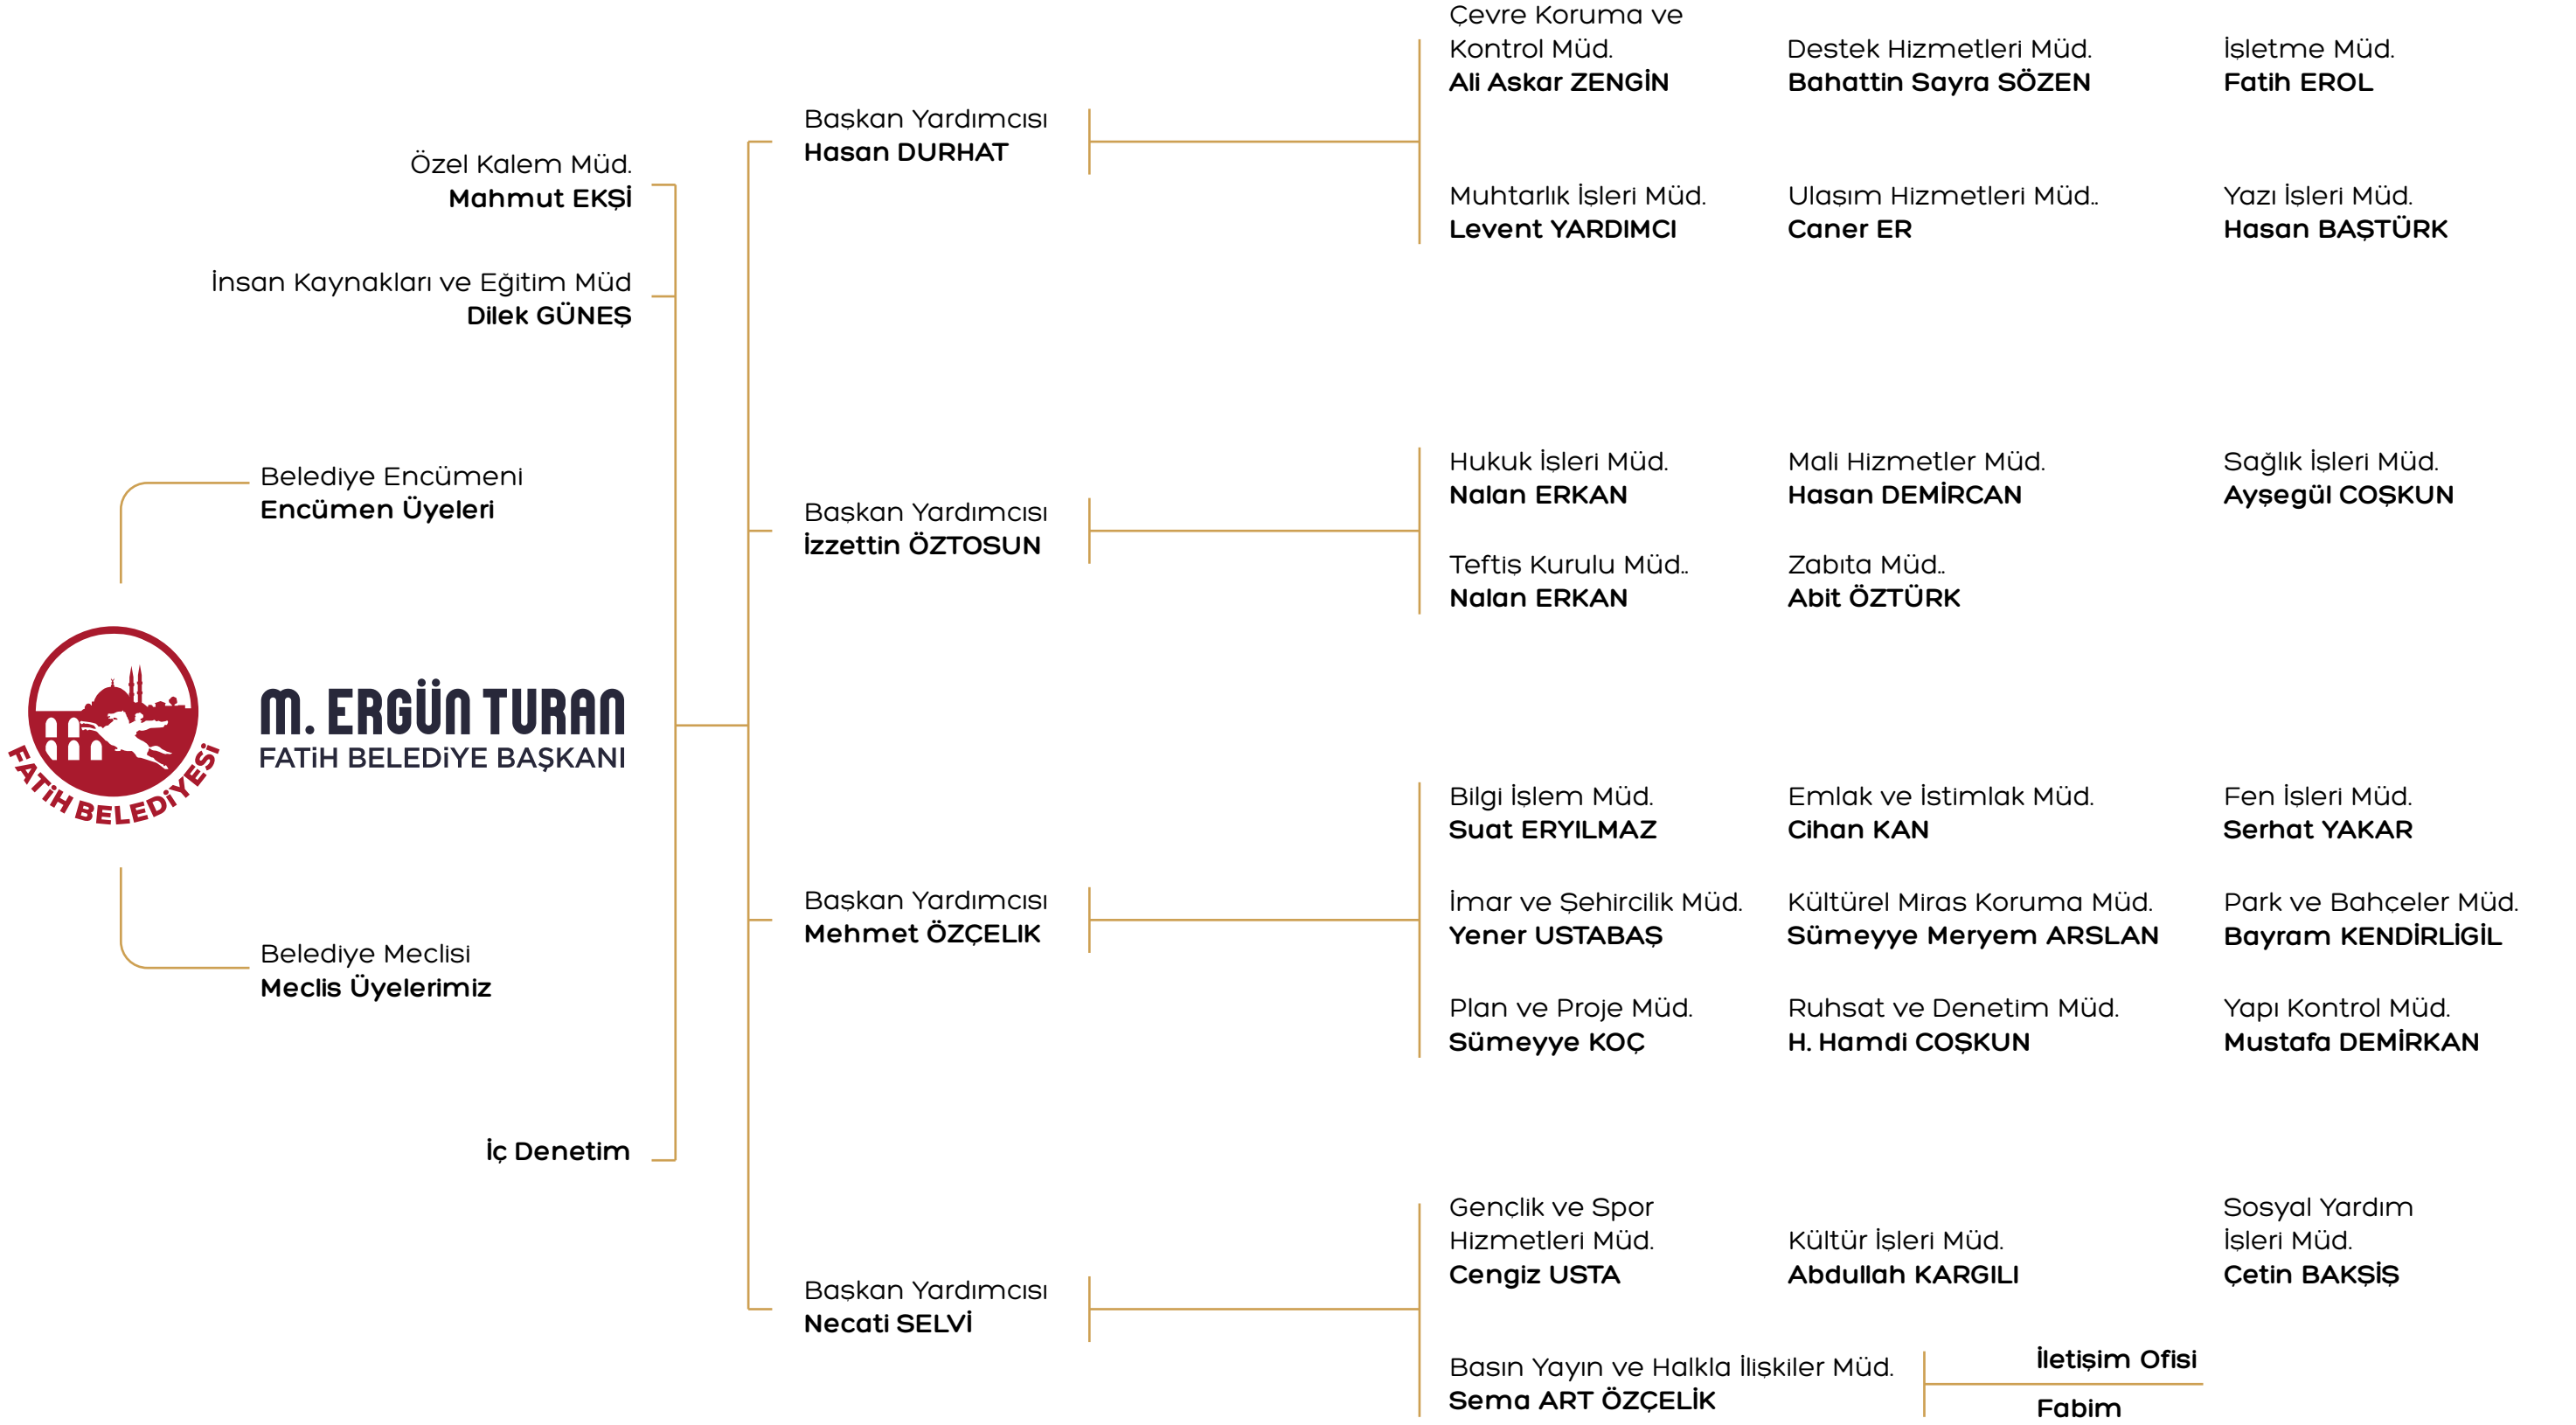 Özel Kalem Müd.
Mahmut EKŞİ
İnsan Kaynakları ve Eğitim Müd
Dilek GÜNEŞ
Belediye Encümeni
Encümen Üyeleri
FATİH BELEDİYESİ
M. ERGÜN TURAN
FATİH BELEDİYE BAŞKANI
Belediye Meclisi
Meclis Üyelerimiz
İç Denetim
Başkan Yardımcısı
Hasan DURHAT
Çevre Koruma ve
Kontrol Müd.
Ali Askar ZENGİN
Destek Hizmetleri Müd.
Bahattin Sayra SÖZEN
İşletme Müd.
Fatih EROL
Muhtarlık İşleri Müd.
Levent YARDIMCI
Ulaşım Hizmetleri Müd..
Caner ER
Yazı İşleri Müd.
Hasan BAŞTÜRK
Başkan Yardımcısı
İzzettin ÖZTOSUN
Hukuk İşleri Müd.
Nalan ERKAN
Mali Hizmetler Müd.
Hasan DEMİRCAN
Sağlık İşleri Müd.
Ayşegül COŞKUN
Teftiş Kurulu Müd..
Nalan ERKAN
Zabıta Müd..
Abit ÖZTÜRK
Başkan Yardımcısı
Mehmet ÖZÇELIK
Bilgi İşlem Müd.
Suat ERYILMAZ
Emlak ve İstimlak Müd.
Cihan KAN
Fen İşleri Müd.
Serhat YAKAR
İmar ve Şehircilik Müd.
Yener USTABAŞ
Kültürel Miras Koruma Müd.
Sümeyye Meryem ARSLAN
Park ve Bahçeler Müd.
Bayram KENDİRLİGİL
Plan ve Proje Müd.
Sümeyye KOÇ
Ruhsat ve Denetim Müd.
H. Hamdi COŞKUN
Yapı Kontrol Müd.
Mustafa DEMİRKAN
Başkan Yardımcısı
Necati SELVİ
Gençlik ve Spor
Hizmetleri Müd.
Cengiz USTA
Kültür İşleri Müd.
Abdullah KARGILI
Sosyal Yardım
İşleri Müd.
Çetin BAKŞİŞ
Basın Yayın ve Halkla İlişkiler Müd.
Sema ART ÖZÇELİK
İletişim Ofisi
Fabim